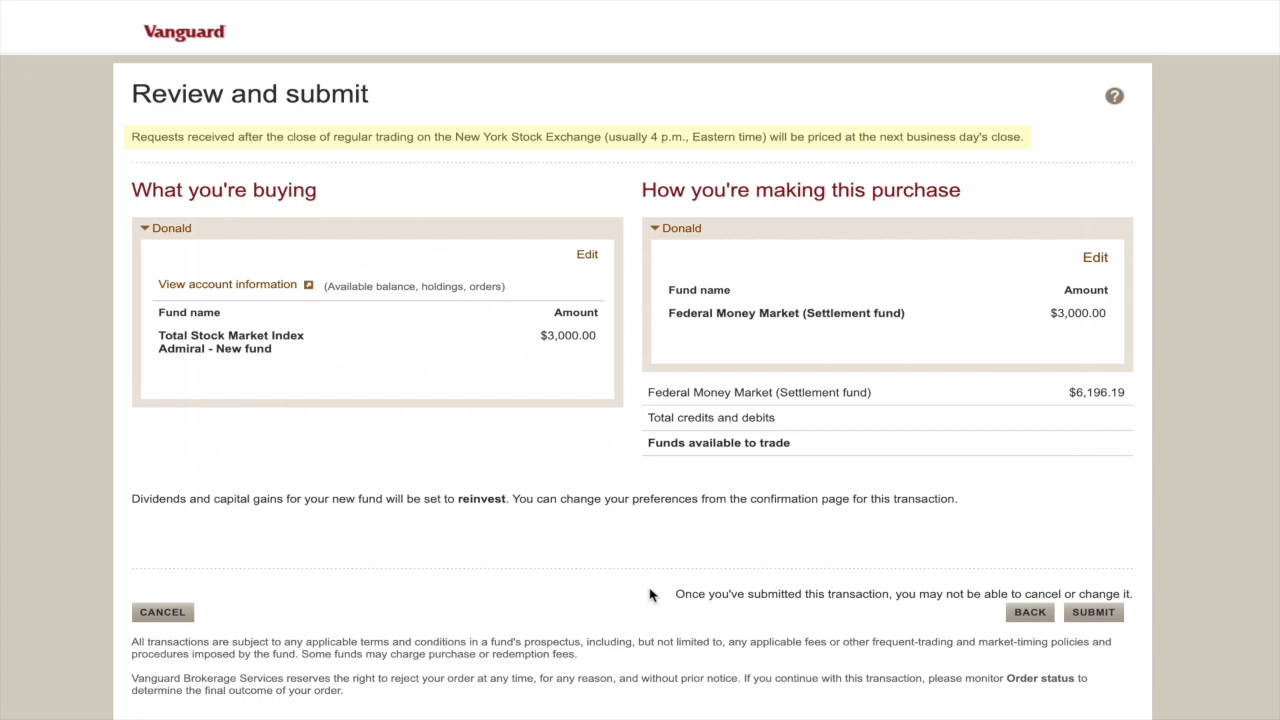 Vanguard
Review and submit
?
Requests received after the close of regular trading on the New York Stock Exchange (usually 4 p.m., Eastern time) will be priced at the next business day's close.
What you're buying
Donald
Edit
View account information (Available balance, holdings, orders)
Fund name Amount
Total Stock Market Index $3,000.00
Admiral - New fund
How you're making this purchase
Donald
Edit
Fund name Amount
Federal Money Market (Settlement fund) $3,000.00
Federal Money Market (Settlement fund) $6,196.19
Total credits and debits
Funds available to trade
Dividends and capital gains for your new fund will be set to reinvest. You can change your preferences from the confirmation page for this transaction.
Once you've submitted this transaction, you may not be able to cancel or change it.
CANCEL BACK SUBMIT
All transactions are subject to any applicable terms and conditions in a fund's prospectus, including, but not limited to, any applicable fees or other frequent-trading and market-timing policies and
procedures imposed by the fund. Some funds may charge purchase or redemption fees.
Vanguard Brokerage Services reserves the right to reject your order at any time, for any reason, and without prior notice. If you continue with this transaction, please monitor Order status to
determine the final outcome of your order.